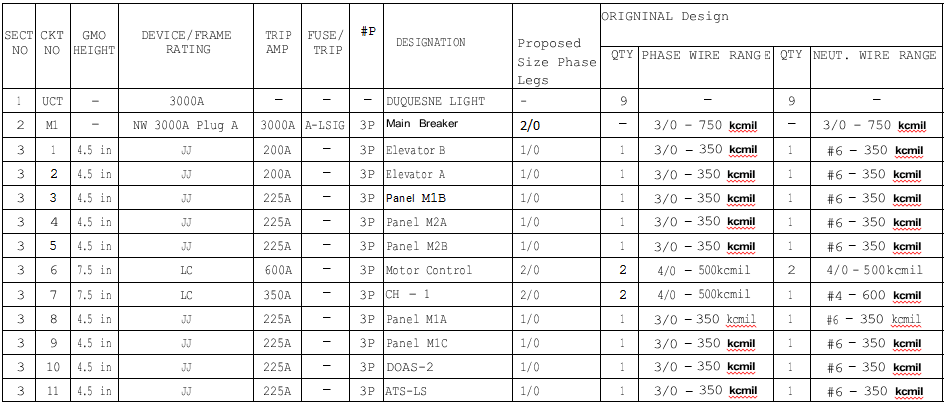 ORIGNINAL Design
SECT NO CKT NO GMO HEIGHT DEVICE/FRAME RATING TRIP AMP FUSE/ TRIP #P DESIGNATION Proposed Size Phase Legs QTY PHASE WIRE RANGE QTY NEUT. WIRE RANGE
1 UCT – 3000A – – – DUQUESNE LIGHT - 9 – 9 –
2 M1 – NW 3000A Plug A 3000A A-LSIG 3P Main Breaker 2/0 – 3/0 – 750 kcmil – 3/0 – 750 kcmil
3 1 4.5 in JJ 200A – 3P Elevator B 1/0 1 3/0 – 350 kcmil 1 #6 – 350 kcmil
3 2 4.5 in JJ 200A – 3P Elevator A 1/0 1 3/0 – 350 kcmil 1 #6 – 350 kcmil
3 3 4.5 in JJ 225A – 3P Panel M1B 1/0 1 3/0 – 350 kcmil 1 #6 – 350 kcmil
3 4 4.5 in JJ 225A – 3P Panel M2A 1/0 1 3/0 – 350 kcmil 1 #6 – 350 kcmil
3 5 4.5 in JJ 225A – 3P Panel M2B 1/0 1 3/0 – 350 kcmil 1 #6 – 350 kcmil
3 6 7.5 in LC 600A – 3P Motor Control 2/0 2 4/0 – 500kcmil 2 4/0 – 500kcmil
3 7 7.5 in LC 350A – 3P CH – 1 2/0 2 4/0 – 500kcmil 1 #4 – 600 kcmil
3 8 4.5 in JJ 225A – 3P Panel M1A 1/0 1 3/0 – 350 kcmil 1 #6 – 350 kcmil
3 9 4.5 in JJ 225A – 3P Panel M1C 1/0 1 3/0 – 350 kcmil 1 #6 – 350 kcmil
3 10 4.5 in JJ 225A – 3P DOAS-2 1/0 1 3/0 – 350 kcmil 1 #6 – 350 kcmil
3 11 4.5 in JJ 225A – 3P ATS-LS 1/0 1 3/0 – 350 kcmil 1 #6 – 350 kcmil